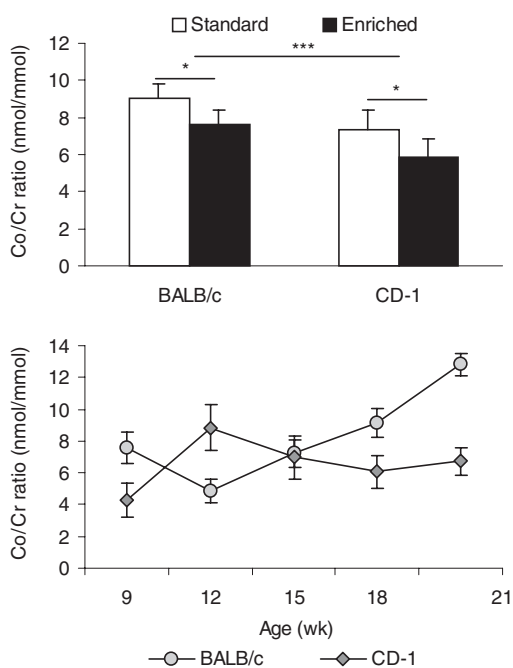 Standard Enriched
Co/Cr ratio (nmol/mmol)
12
10
8
6
4
2
0
* *** *
BALB/c CD-1
Co/Cr ratio (nmol/mmol)
14
12
10
8
6
4
2
0
9 12 15 18 21
Age (wk)
BALB/c CD-1